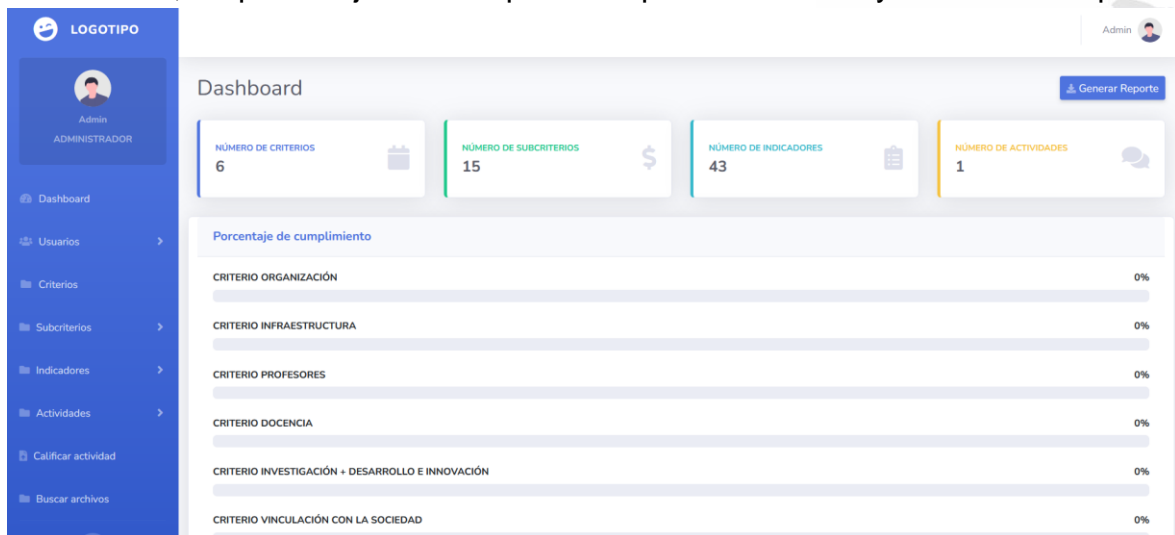 LOGOTIPO
Admin
Admin
ADMINISTRADOR
Dashboard
Usuarios
Criterios
Subcriterios
Indicadores
Actividades
Calificar actividad
Buscar archivos
Dashboard
Generar Reporte
NÚMERO DE CRITERIOS
6
NÚMERO DE SUBCRITERIOS
15
NÚMERO DE INDICADORES
43
NÚMERO DE ACTIVIDADES
1
Porcentaje de cumplimiento
CRITERIO ORGANIZACIÓN 0%
CRITERIO INFRAESTRUCTURA 0%
CRITERIO PROFESORES 0%
CRITERIO DOCENCIA 0%
CRITERIO INVESTIGACIÓN + DESARROLLO E INNOVACIÓN 0%
CRITERIO VINCULACIÓN CON LA SOCIEDAD 0%